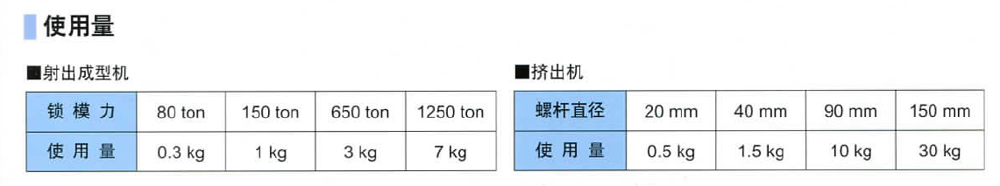 使用量
■射出成型机
锁模力 80 ton 150 ton 650 ton 1250 ton
使用量 0.3 kg 1 kg 3 kg 7 kg
■挤出机
螺杆直径 20 mm 40 mm 90 mm 150 mm
使用量 0.5 kg 1.5 kg 10 kg 30 kg